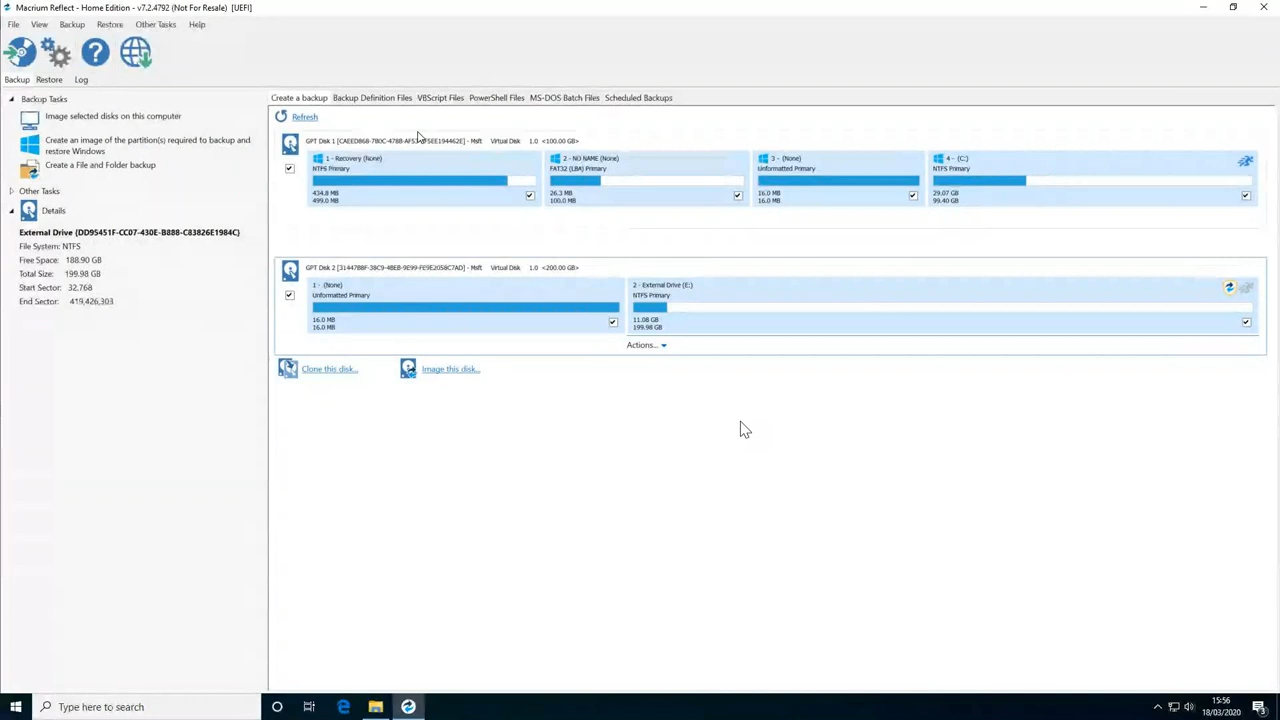 Macrium Reflect - Home Edition - v7.2.4792 (Not For Resale) [UEFI]
File View Backup Restore Other Tasks Help
Backup Restore Log
Backup Tasks
Image selected disks on this computer
Create an image of the partition(s) required to backup and
restore Windows
Create a File and Folder backup
Other Tasks
Details
External Drive (DD95451F-CC07-430E-B888-C83826E1984C)
File System: NTFS
Free Space: 188.90 GB
Total Size: 199.98 GB
Start Sector: 32,768
End Sector: 419,426,303
Create a backup Backup Definition Files VBScript Files PowerShell Files MS-DOS Batch Files Scheduled Backups
Refresh
GPT Disk 1 - Msft Virtual Disk 1.0 <100.00 GB>
1 - Recovery (None) 2 - NO NAME (None) 3 - (None) 4 - (C:)
NTFS Primary FAT32 (LBA) Primary Unformatted Primary NTFS Primary
434.8 MB 26.3 MB 16.0 MB 29.07 GB
499.0 MB 100.0 MB 16.0 MB 99.40 GB
GPT Disk 2 [31447B8F-38C9-4BEB-9E99-FE9E2058C7AD] - Msft Virtual Disk 1.0 <200.00 GB>
1 - (None) 2 - External Drive (E:)
Unformatted Primary NTFS Primary
16.0 MB 11.08 GB
16.0 MB 199.98 GB
Actions...
Clone this disk... Image this disk...
Type here to search
15:56
18/03/2020
3